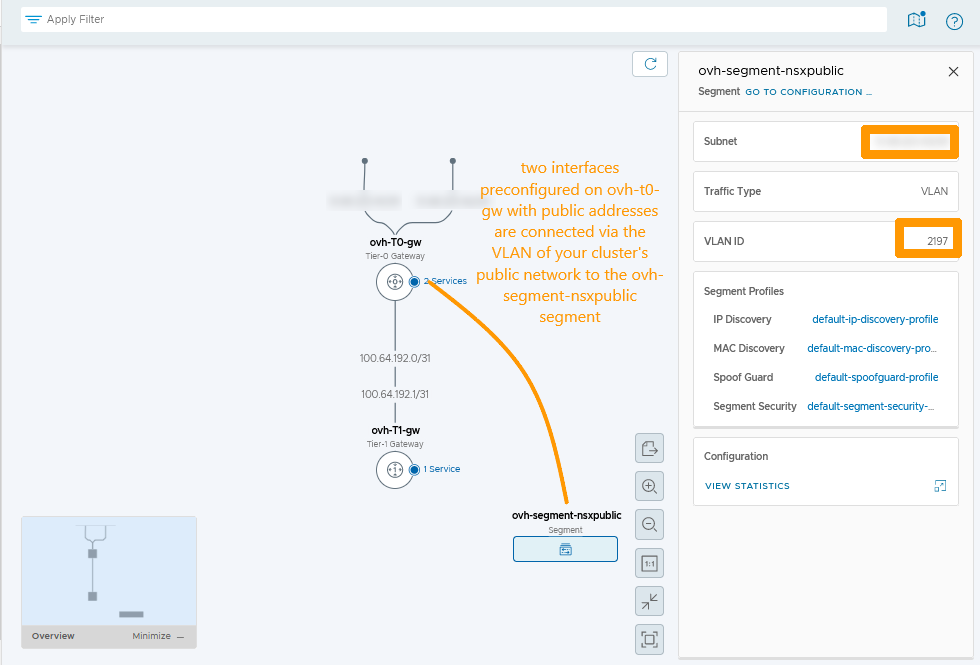 Apply Filter
ovh-segment-nsxpublic
Segment GO TO CONFIGURATION ...
Subnet
Traffic Type VLAN
VLAN ID 2197
Segment Profiles
IP Discovery default-ip-discovery-profile
MAC Discovery default-mac-discovery-pro...
Spoof Guard default-spoofguard-profile
Segment Security default-segment-security-...
Configuration
VIEW STATISTICS
two interfaces
preconfigured on ovh-t0-
gw with public addresses
are connected via the
VLAN of your cluster's
public network to the ovh-
segment-nsxpublic
segment
ovh-T0-gw
Tier-0 Gateway
0
2 Services
100.64.192.0/31
100.64.192.1/31
ovh-T1-gw
Tier-1 Gateway
1
1 Service
ovh-segment-nsxpublic
Segment
1:1
Overview Minimize —